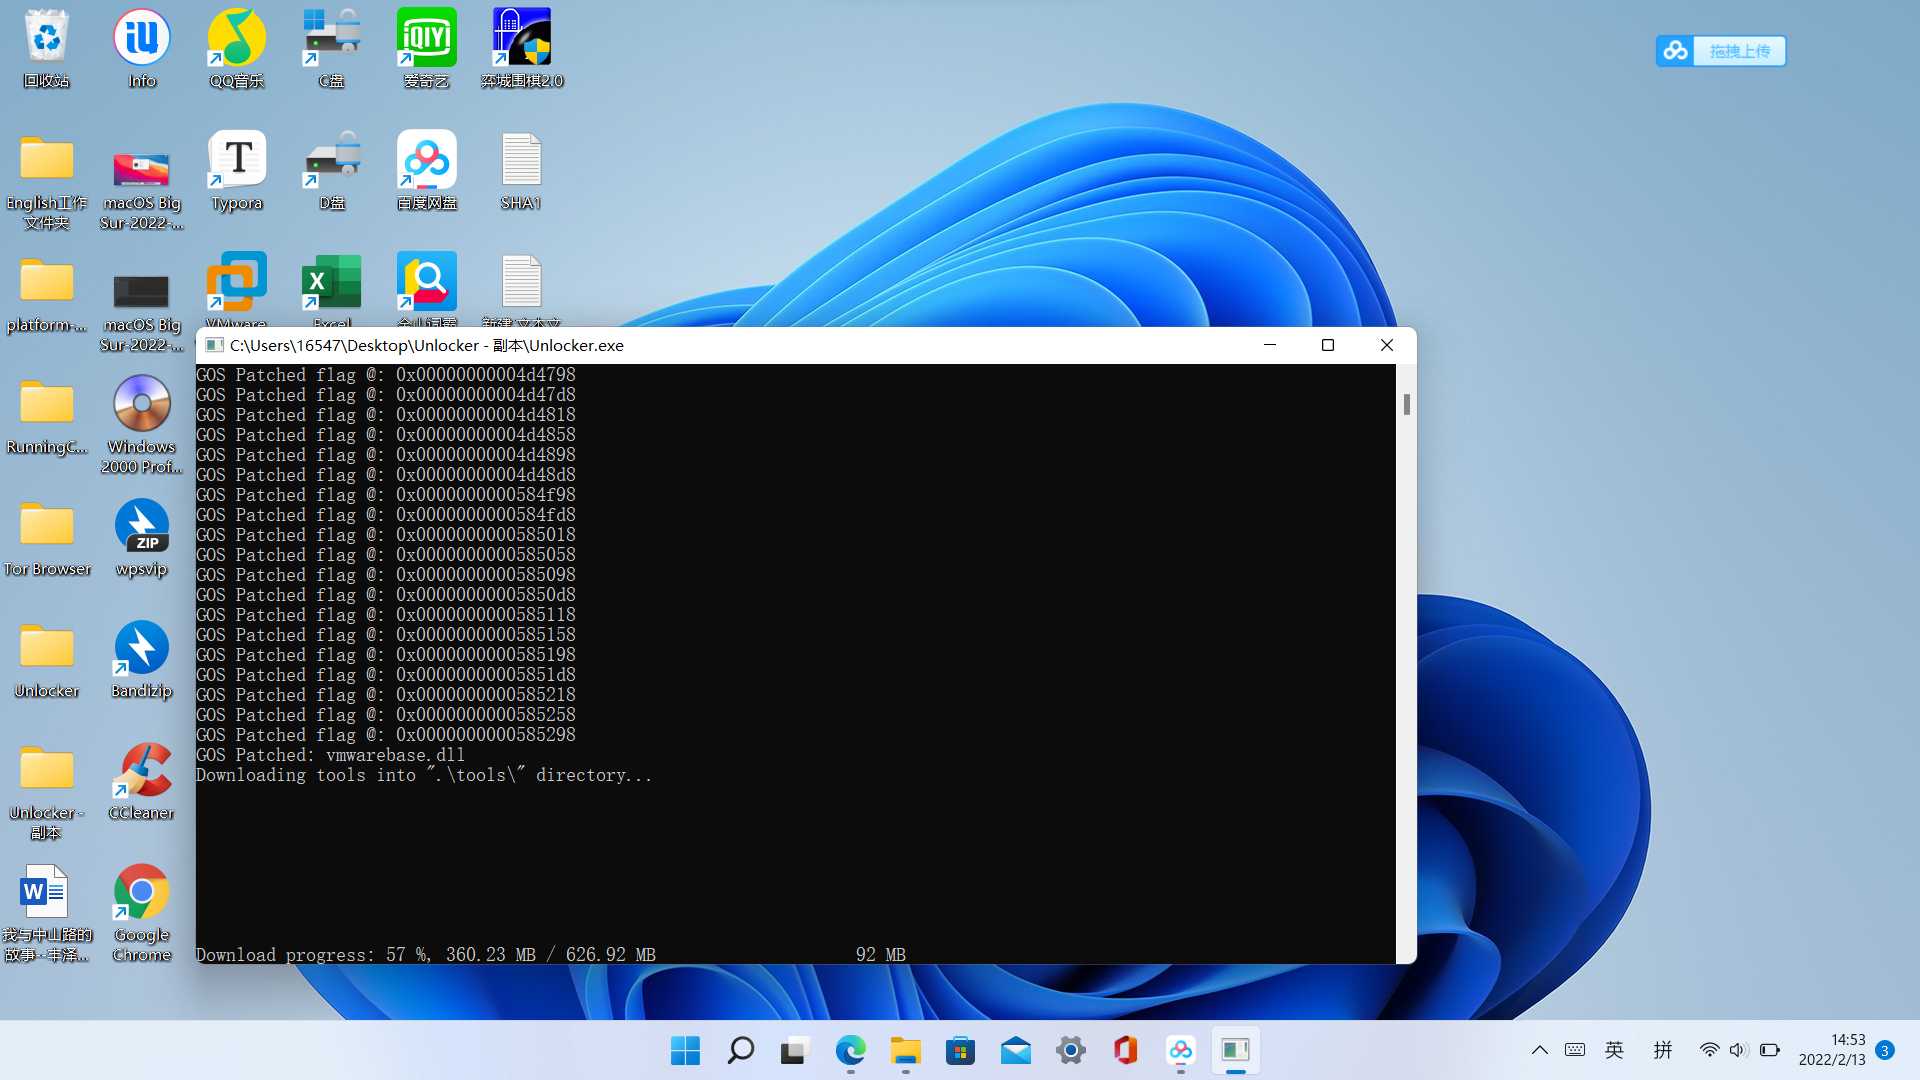 回收站
Info
QQ音乐
C盘
爱奇艺
弈城围棋2.0
拖拽上传
English工作
文件夹
macOS Big
Sur-2022-...
Typora
D盘
百度网盘
SHA1
platform-...
macOS Big
Sur-2022-...
VMware
Excel
金山词霸
新建 文本文
RunningC...
Windows
2000 Prof...
Tor Browser
wpsvip
Unlocker
Bandizip
Unlocker -
副本
CCleaner
我与中山路的
故事--丰泽...
Google
Chrome
C:\Users\16547\Desktop\Unlocker - 副本\Unlocker.exe
GOS Patched flag @: 0x00000000004d4798
GOS Patched flag @: 0x00000000004d47d8
GOS Patched flag @: 0x00000000004d4818
GOS Patched flag @: 0x00000000004d4858
GOS Patched flag @: 0x00000000004d4898
GOS Patched flag @: 0x00000000004d48d8
GOS Patched flag @: 0x0000000000584f98
GOS Patched flag @: 0x0000000000584fd8
GOS Patched flag @: 0x0000000000585018
GOS Patched flag @: 0x0000000000585058
GOS Patched flag @: 0x0000000000585098
GOS Patched flag @: 0x00000000005850d8
GOS Patched flag @: 0x0000000000585118
GOS Patched flag @: 0x0000000000585158
GOS Patched flag @: 0x0000000000585198
GOS Patched flag @: 0x00000000005851d8
GOS Patched flag @: 0x0000000000585218
GOS Patched flag @: 0x0000000000585258
GOS Patched flag @: 0x0000000000585298
GOS Patched: vmwarebase.dll
Downloading tools into ".\tools\" directory...
Download progress: 57 %, 360.23 MB / 626.92 MB 92 MB
英
拼
14:53
2022/2/13
3